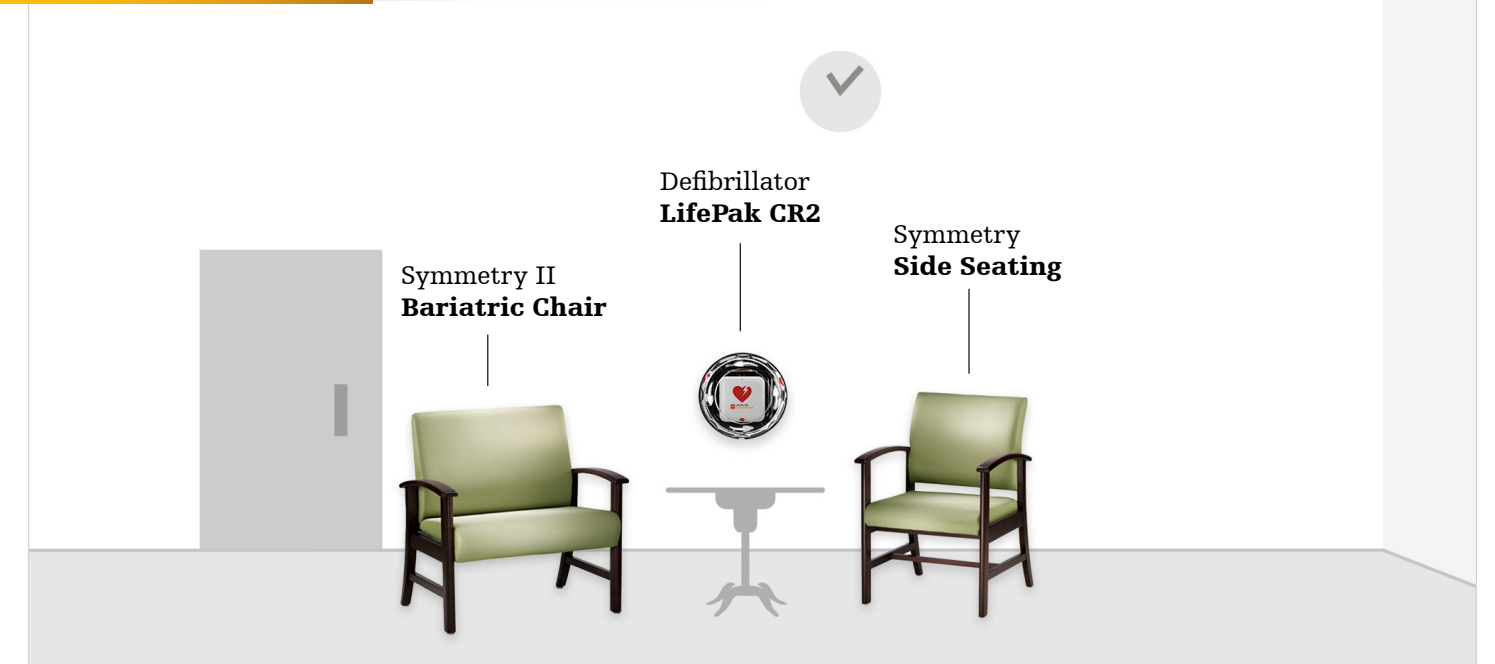 Defibrillator
LifePak CR2
Symmetry
Side Seating
Symmetry II
Bariatric Chair